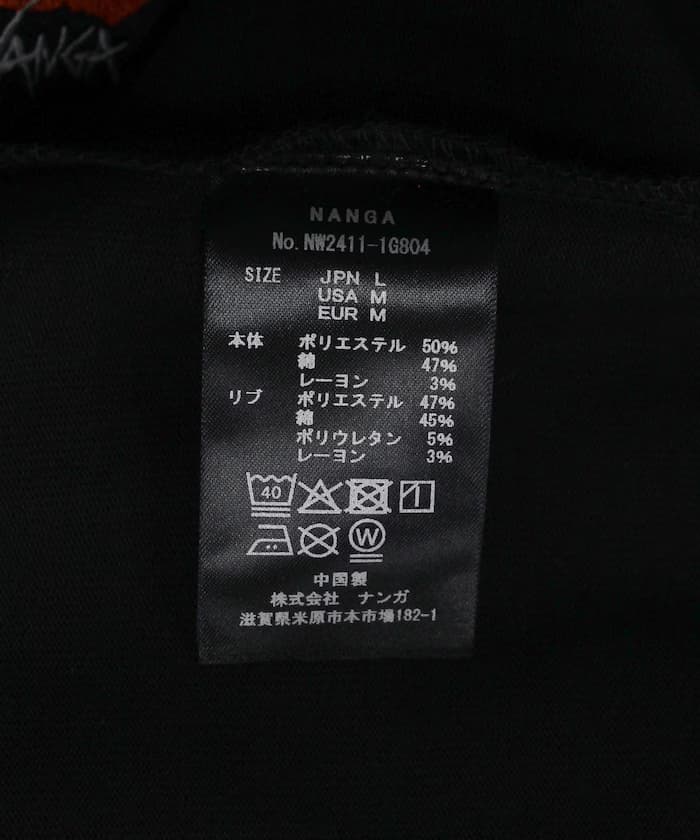 NANGA
NANGA
No. NW2411-1G804
SIZE JPN L
USA M
EUR M
本体 ポリエステル 50%
綿 47%
レーヨン 3%
リブ ポリエステル 47%
綿 45%
ポリウレタン 5%
レーヨン 3%
40
W
中国製
株式会社 ナンガ
滋賀県米原市本市場182-1